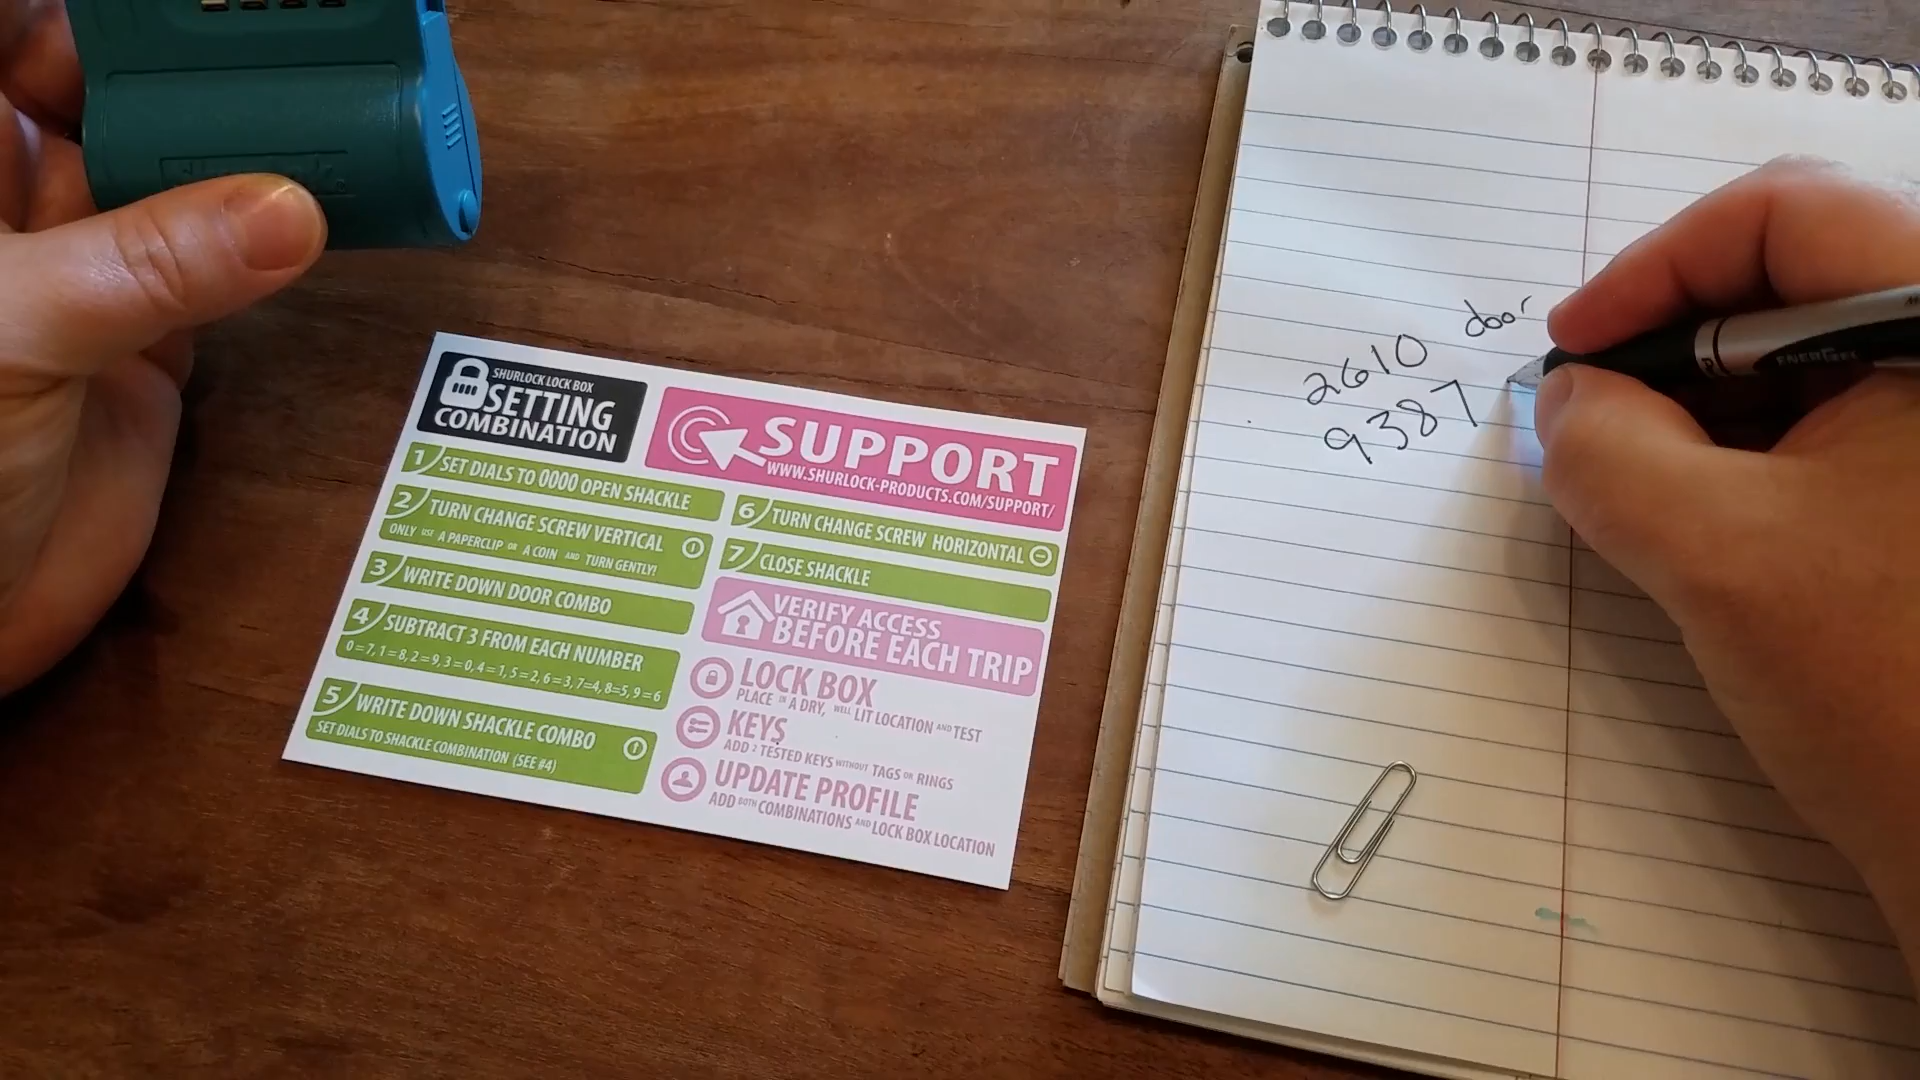 SHURLOCK LOCK BOX
SETTING
COMBINATION
1 SET DIALS TO 0000 OPEN SHACKLE
2 TURN CHANGE SCREW VERTICAL
ONLY USE A PAPERCLIP OR A COIN AND TURN GENTLY!
3 WRITE DOWN DOOR COMBO
4 SUBTRACT 3 FROM EACH NUMBER
0=7, 1=8, 2=9, 3=0, 4=1, 5=2, 6=3, 7=4, 8=5, 9=6
5 WRITE DOWN SHACKLE COMBO
SET DIALS TO SHACKLE COMBINATION (SEE #4)
SUPPORT
WWW.SHURLOCK-PRODUCTS.COM/SUPPORT/
6 TURN CHANGE SCREW HORIZONTAL
7 CLOSE SHACKLE
VERIFY ACCESS
BEFORE EACH TRIP
LOCK BOX
PLACE IN A DRY, WELL LIT LOCATION AND TEST
KEYS
ADD 2 TESTED KEYS WITHOUT TAGS OR RINGS
UPDATE PROFILE
ADD BOTH COMBINATIONS AND LOCK BOX LOCATION
2610 door
9387